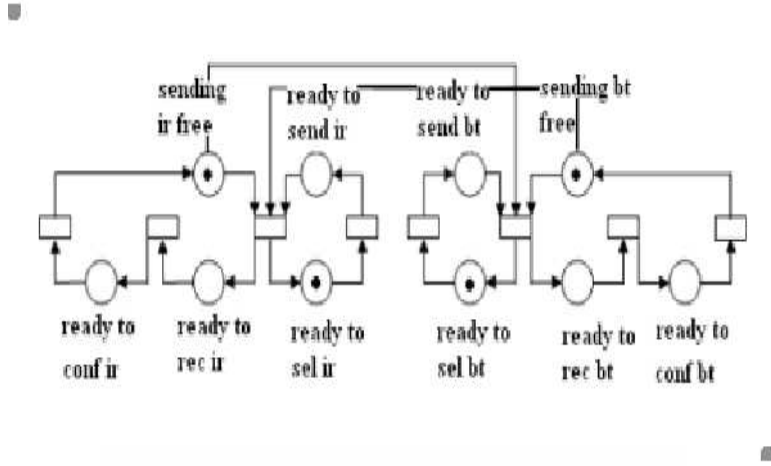 sending
ir free
ready to
send ir
ready to
send bt
sending bt
free
ready to
conf ir
ready to
rec ir
ready to
sel ir
ready to
sel bt
ready to
rec bt
ready to
conf bt